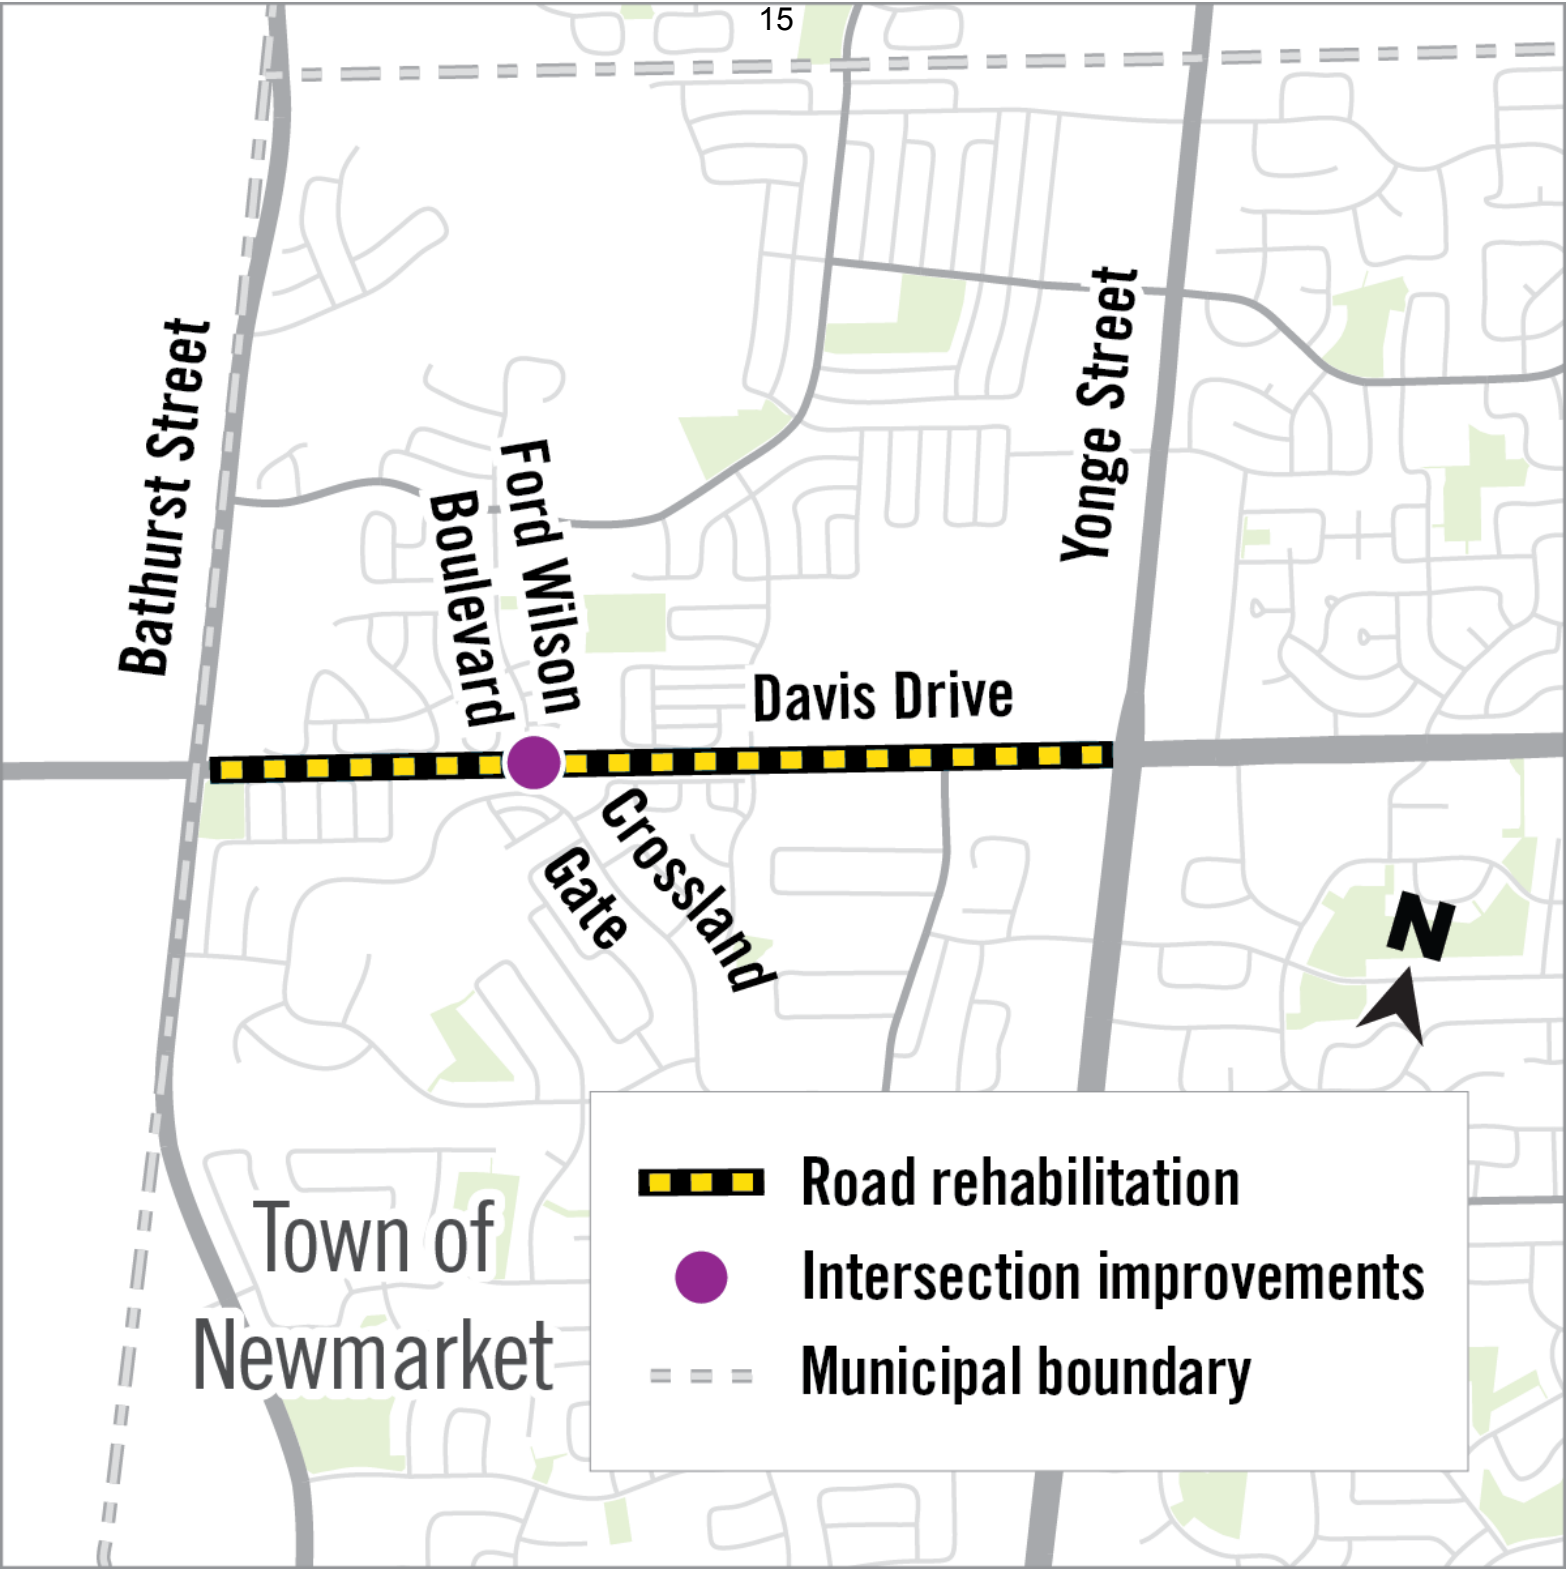 15
Bathurst Street
Yonge Street
Ford Wilson
Boulevard
Davis Drive
Crossland
Gate
N
Road rehabilitation
Intersection improvements
Municipal boundary
Town of
Newmarket